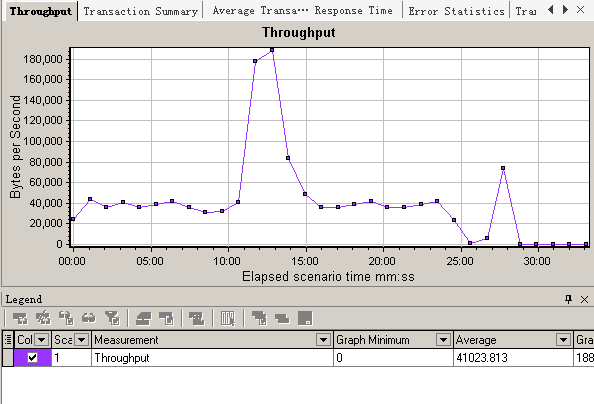 Throughput Transaction Summary Average Transa… Response Time Error Statistics Tra
Throughput
Bytes per Second
180,000
160,000
140,000
120,000
100,000
80,000
60,000
40,000
20,000
0
00:00 05:00 10:00 15:00 20:00 25:00 30:00
Elapsed scenario time mm:ss
Legend
Col Sca Measurement Graph Minimum Average Gra
1 Throughput 0 41023.813 188